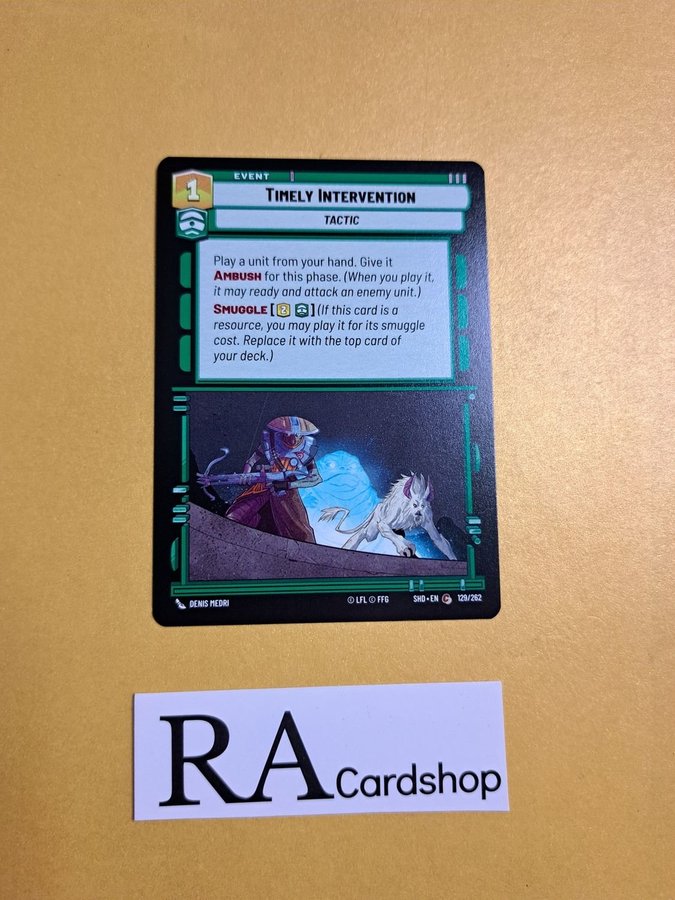 EVENT
1
TIMELY INTERVENTION
TACTIC
Play a unit from your hand. Give it
AMBUSH for this phase. (When you play it,
it may ready and attack an enemy unit.)
SMUGGLE [2] (If this card is a
resource, you may play it for its smuggle
cost. Replace it with the top card of
your deck.)
DENIS MEDRI © LFL © FFG SHD • EN C 129/262
RA Cardshop